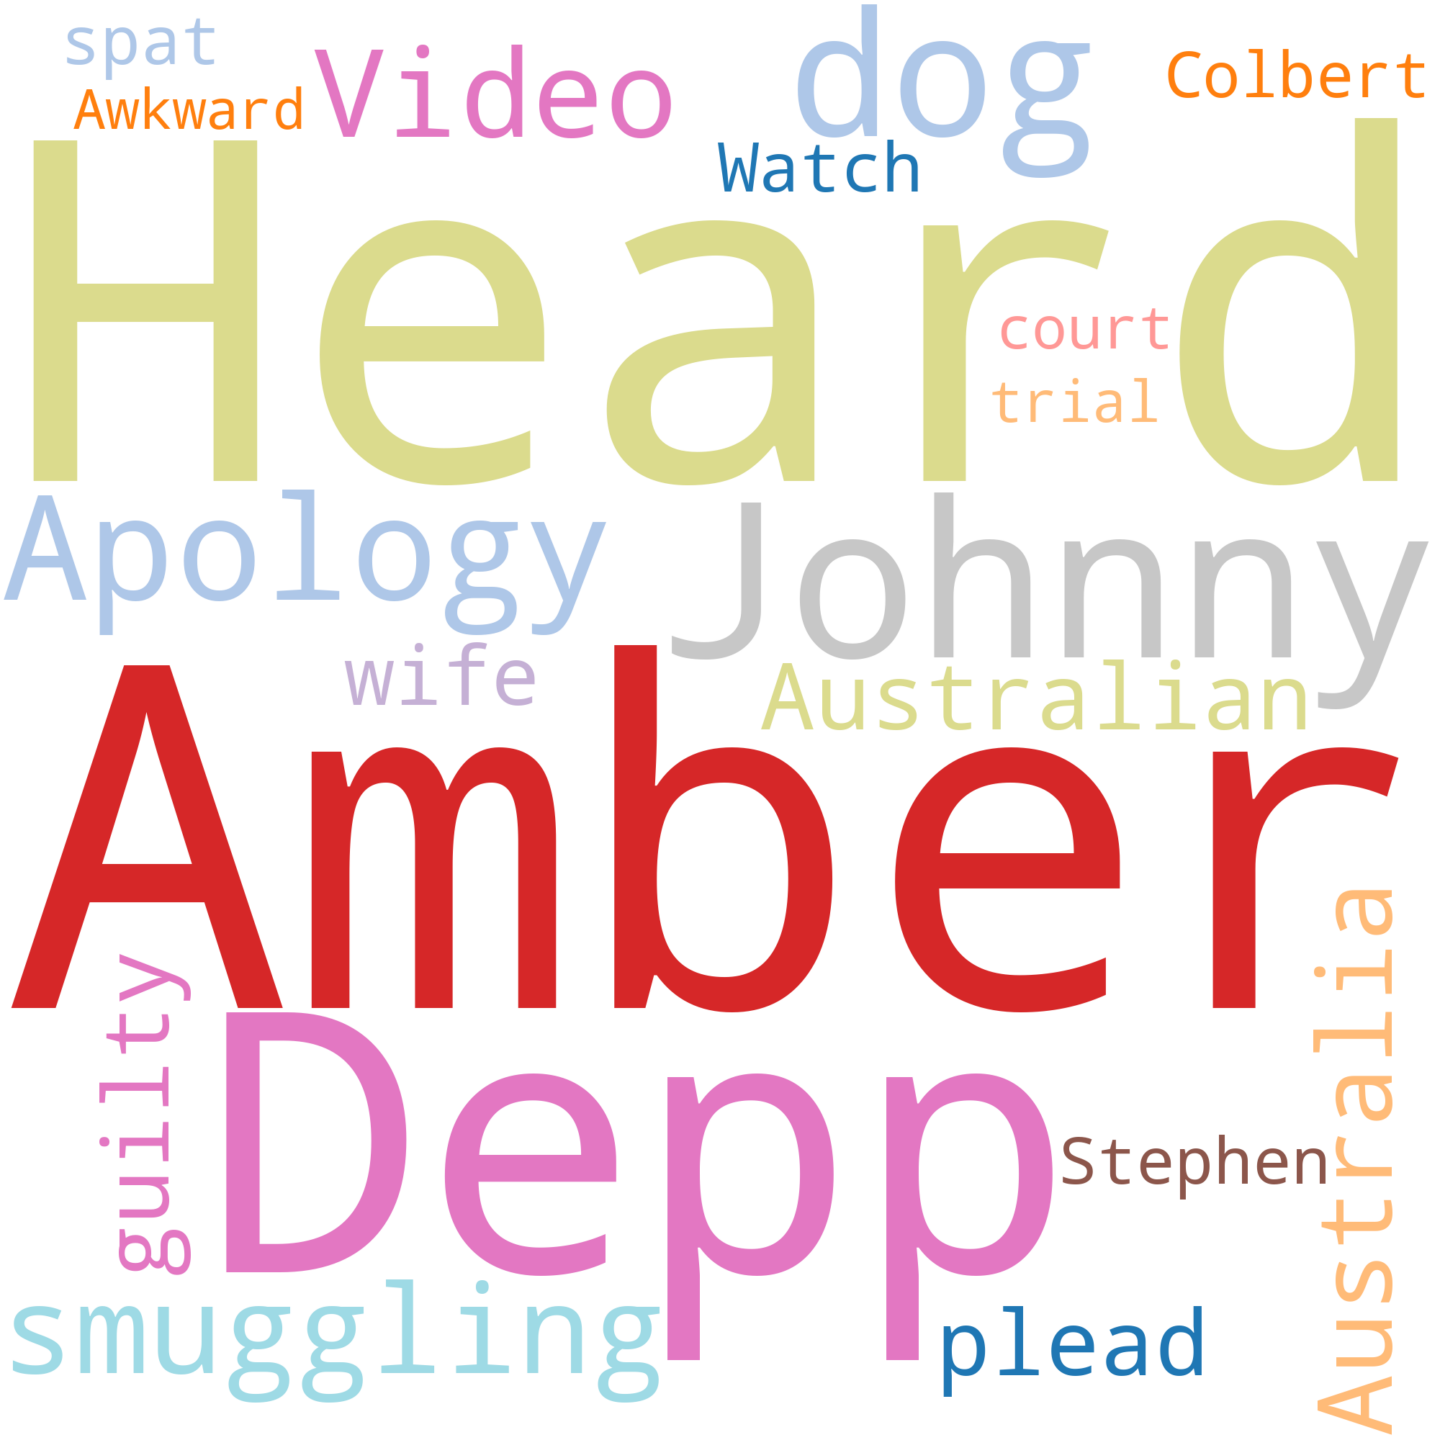 spat
Awkward
Video
dog
Colbert
Watch
Heard
court
trial
Apology
Johnny
wife
Australian
Amber
guilty
Depp
Stephen
Australia
smuggling
plead